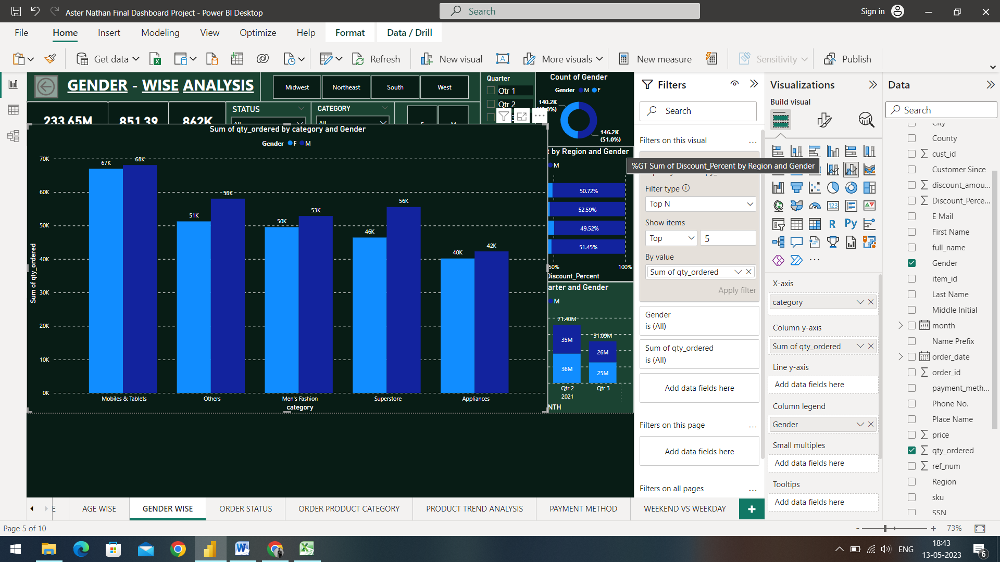 Aster Nathan Final Dashboard Project - Power BI Desktop
Search
Sign in
File Home Insert Modeling View Optimize Help Format Data / Drill
Get data Refresh New visual More visuals New measure Sensitivity Publish
GENDER - WISE ANALYSIS
Midwest Northeast South West
Quarter
Qtr 1
Qtr 2
STATUS
CATEGORY
233.65M 851.39 862K
Count of Gender
Gender M F
140.2K
146.2K
(51.0%)
Sum of qty_ordered by category and Gender
Gender F M
70K
60K
50K
40K
30K
20K
10K
0K
Sum of qty_ordered
67K 68K
51K 58K
50K 53K
46K 56K
40K 42K
Mobiles & Tablets Others Men's Fashion Superstore Appliances
category
t by Region and Gender
M
50.72%
52.59%
49.52%
51.45%
50% 100%
Discount_Percent
arter and Gender
M
71.40M 51.09M
35M 26M
36M 25M
Qtr 2 Qtr 3
2021
NTH
Filters
Search
Filters on this visual ...
%GT Sum of Discount_Percent by Region and Gender
Filter type
Top N
Show items
Top 5
By value
Sum of qty_ordered
Apply filter
Gender
is (All)
Sum of qty_ordered
is (All)
Add data fields here
Filters on this page ...
Add data fields here
Filters on all pages ...
Visualizations
Build visual
123
R Py
...
X-axis
category
Column y-axis
Sum of qty_ordered
Line y-axis
Add data fields here
Column legend
Gender
Small multiples
Add data fields here
Tooltips
Add data fields here
Data
Search
City
County
cust_id
Customer Since
discount_amou...
Discount_Perce...
E Mail
First Name
full_name
Gender
item_id
Last Name
Middle Initial
month
Name Prefix
order_date
order_id
payment_meth...
Phone No.
Place Name
price
qty_ordered
ref_num
Region
sku
SSN
E AGE WISE GENDER WISE ORDER STATUS ORDER PRODUCT CATEGORY PRODUCT TREND ANALYSIS PAYMENT METHOD WEEKEND VS WEEKDAY
Page 5 of 10
- + 73%
ENG
18:43
13-05-2023
6